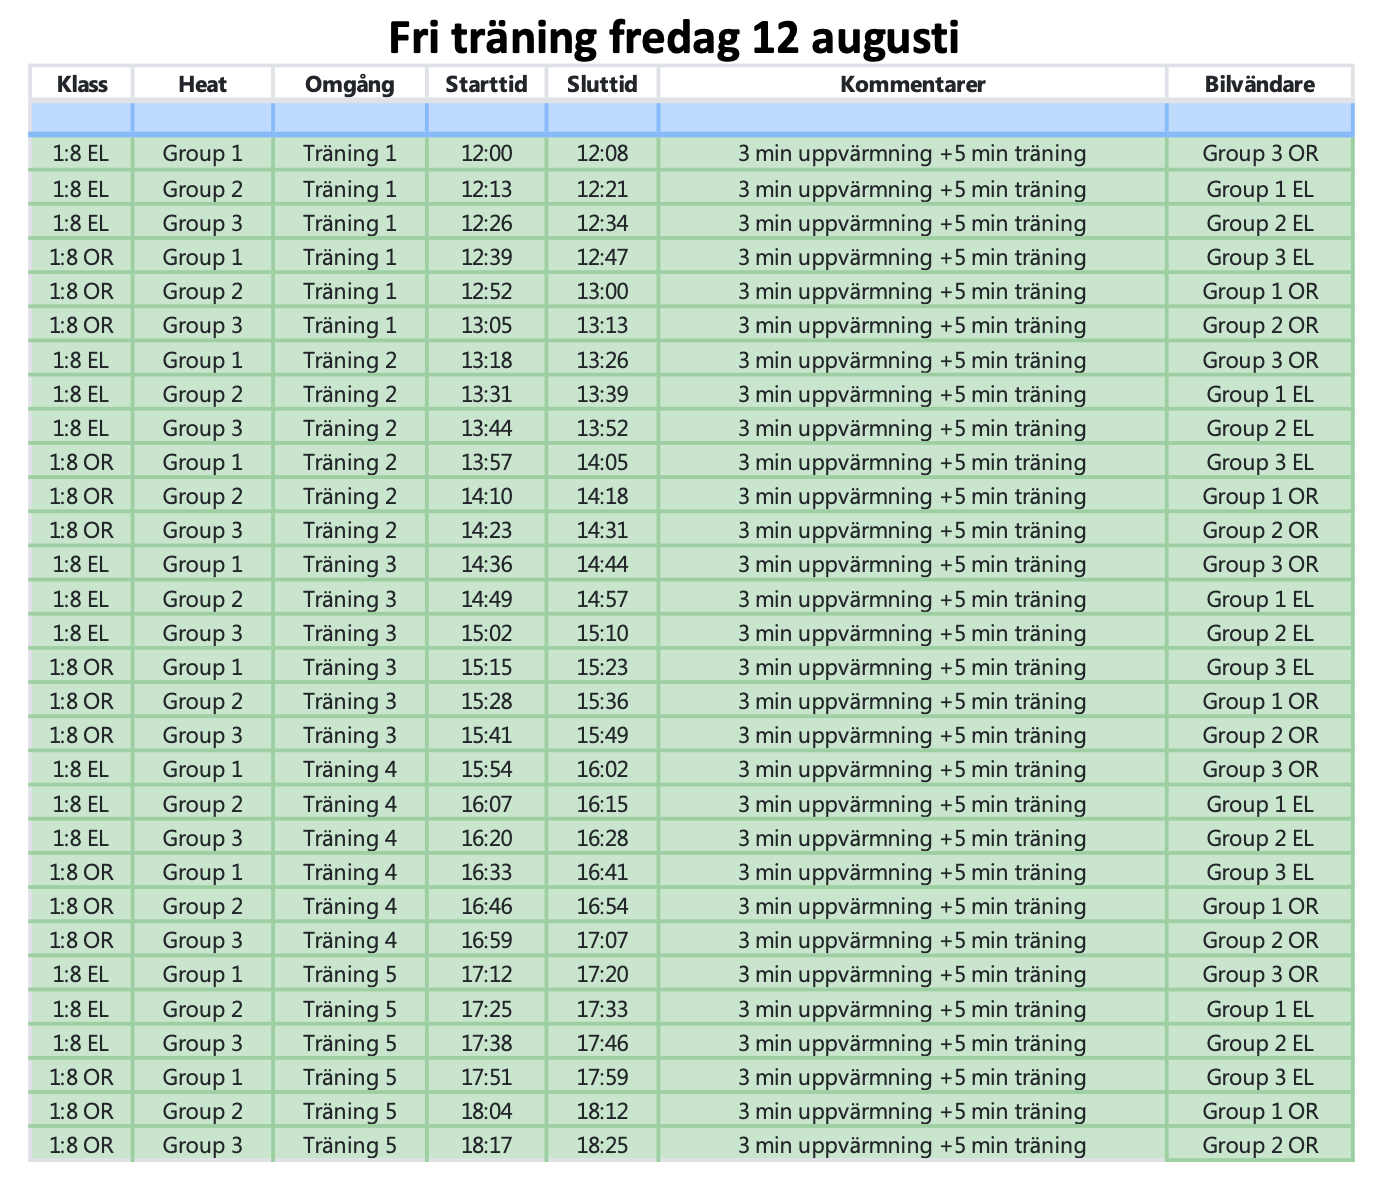 Fri träning fredag 12 augusti
Klass Heat Omgång Starttid Sluttid Kommentarer Bilvändare
1:8 EL Group 1 Träning 1 12:00 12:08 3 min uppvärmning +5 min träning Group 3 OR
1:8 EL Group 2 Träning 1 12:13 12:21 3 min uppvärmning +5 min träning Group 1 EL
1:8 EL Group 3 Träning 1 12:26 12:34 3 min uppvärmning +5 min träning Group 2 EL
1:8 OR Group 1 Träning 1 12:39 12:47 3 min uppvärmning +5 min träning Group 3 EL
1:8 OR Group 2 Träning 1 12:52 13:00 3 min uppvärmning +5 min träning Group 1 OR
1:8 OR Group 3 Träning 1 13:05 13:13 3 min uppvärmning +5 min träning Group 2 OR
1:8 EL Group 1 Träning 2 13:18 13:26 3 min uppvärmning +5 min träning Group 3 OR
1:8 EL Group 2 Träning 2 13:31 13:39 3 min uppvärmning +5 min träning Group 1 EL
1:8 EL Group 3 Träning 2 13:44 13:52 3 min uppvärmning +5 min träning Group 2 EL
1:8 OR Group 1 Träning 2 13:57 14:05 3 min uppvärmning +5 min träning Group 3 EL
1:8 OR Group 2 Träning 2 14:10 14:18 3 min uppvärmning +5 min träning Group 1 OR
1:8 OR Group 3 Träning 2 14:23 14:31 3 min uppvärmning +5 min träning Group 2 OR
1:8 EL Group 1 Träning 3 14:36 14:44 3 min uppvärmning +5 min träning Group 3 OR
1:8 EL Group 2 Träning 3 14:49 14:57 3 min uppvärmning +5 min träning Group 1 EL
1:8 EL Group 3 Träning 3 15:02 15:10 3 min uppvärmning +5 min träning Group 2 EL
1:8 OR Group 1 Träning 3 15:15 15:23 3 min uppvärmning +5 min träning Group 3 EL
1:8 OR Group 2 Träning 3 15:28 15:36 3 min uppvärmning +5 min träning Group 1 OR
1:8 OR Group 3 Träning 3 15:41 15:49 3 min uppvärmning +5 min träning Group 2 OR
1:8 EL Group 1 Träning 4 15:54 16:02 3 min uppvärmning +5 min träning Group 3 OR
1:8 EL Group 2 Träning 4 16:07 16:15 3 min uppvärmning +5 min träning Group 1 EL
1:8 EL Group 3 Träning 4 16:20 16:28 3 min uppvärmning +5 min träning Group 2 EL
1:8 OR Group 1 Träning 4 16:33 16:41 3 min uppvärmning +5 min träning Group 3 EL
1:8 OR Group 2 Träning 4 16:46 16:54 3 min uppvärmning +5 min träning Group 1 OR
1:8 OR Group 3 Träning 4 16:59 17:07 3 min uppvärmning +5 min träning Group 2 OR
1:8 EL Group 1 Träning 5 17:12 17:20 3 min uppvärmning +5 min träning Group 3 OR
1:8 EL Group 2 Träning 5 17:25 17:33 3 min uppvärmning +5 min träning Group 1 EL
1:8 EL Group 3 Träning 5 17:38 17:46 3 min uppvärmning +5 min träning Group 2 EL
1:8 OR Group 1 Träning 5 17:51 17:59 3 min uppvärmning +5 min träning Group 3 EL
1:8 OR Group 2 Träning 5 18:04 18:12 3 min uppvärmning +5 min träning Group 1 OR
1:8 OR Group 3 Träning 5 18:17 18:25 3 min uppvärmning +5 min träning Group 2 OR